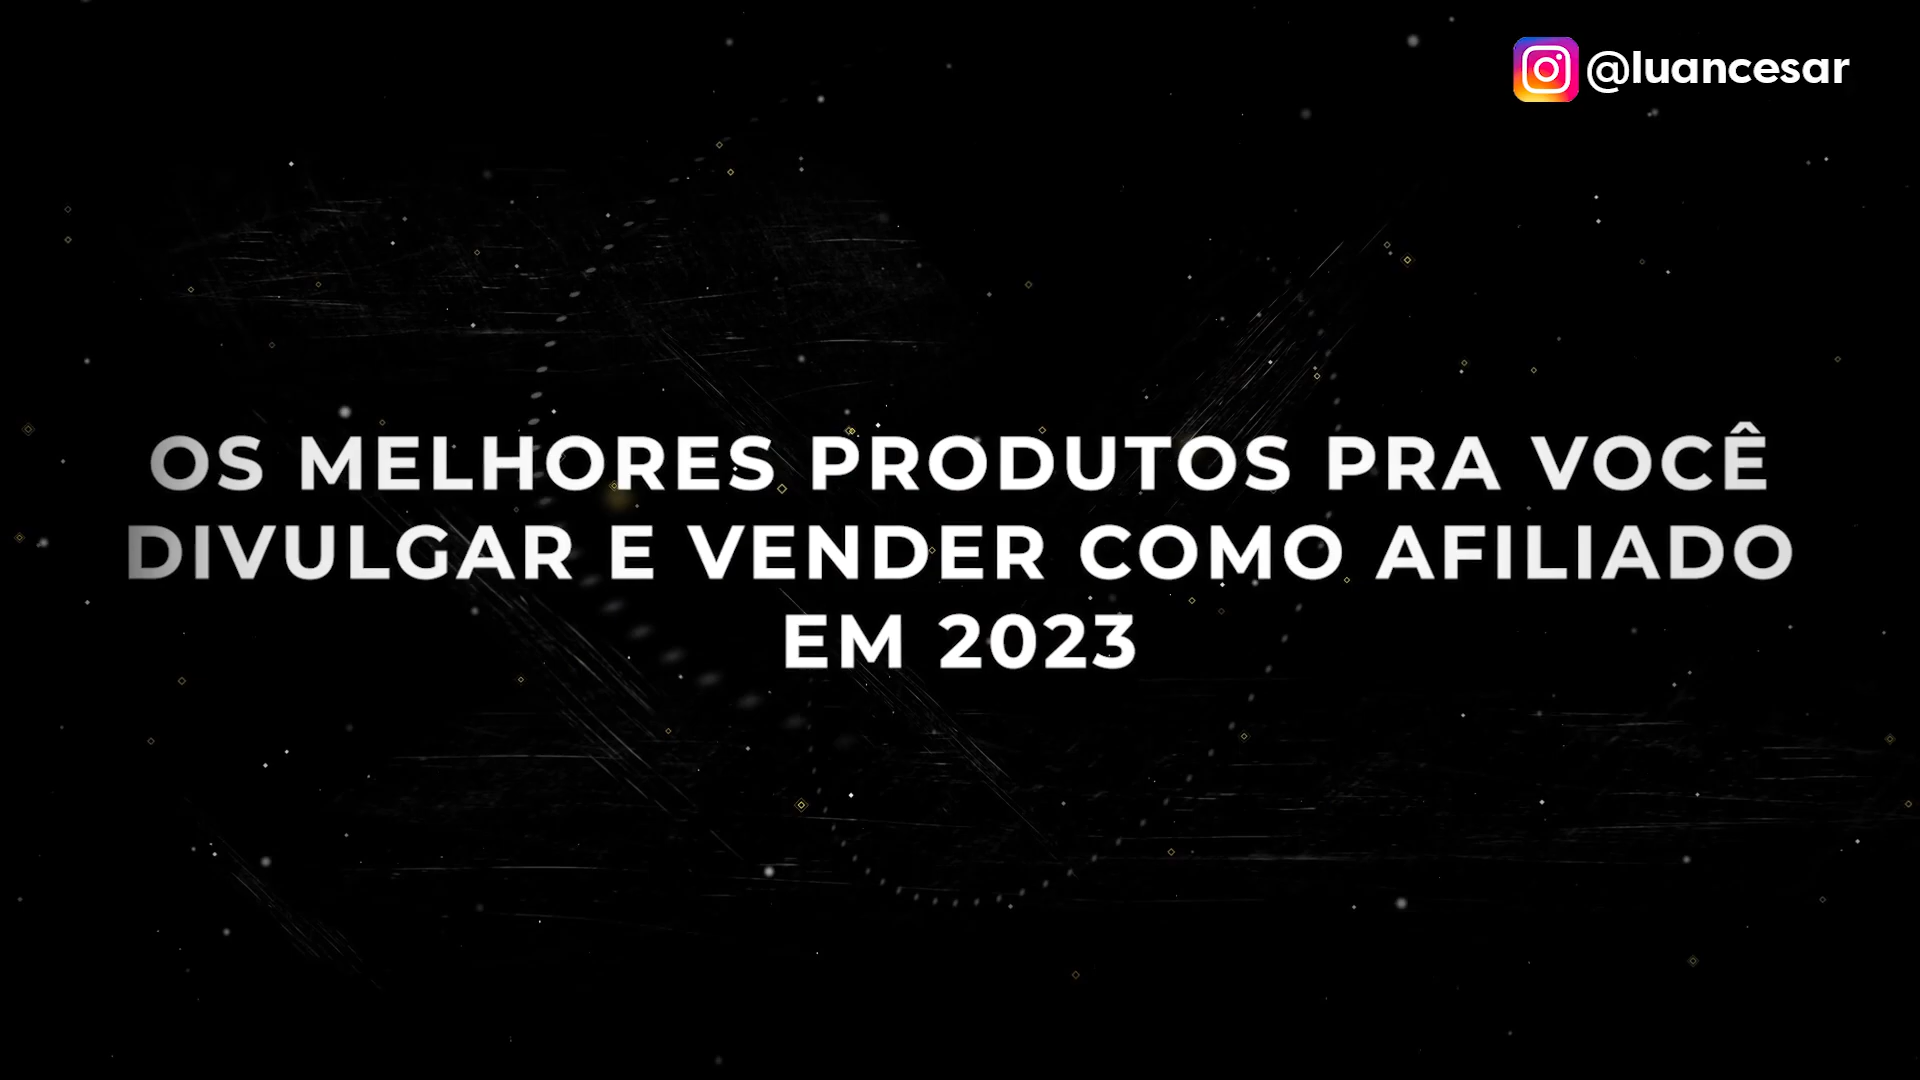 @luancesar
OS MELHORES PRODUTOS PRA VOCÊ
DIVULGAR E VENDER COMO AFILIADO
EM 2023